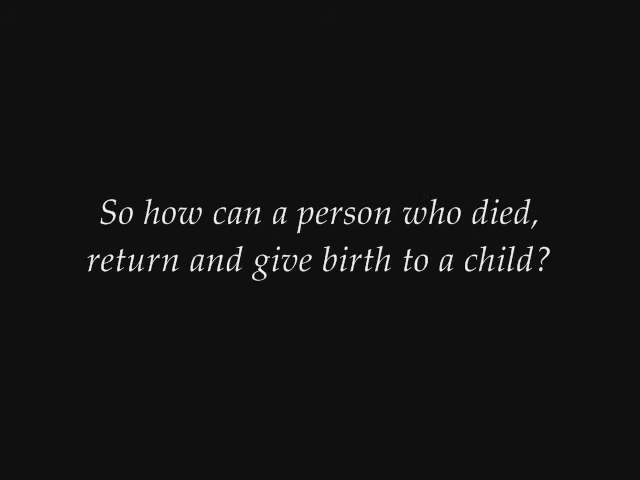 So how can a person who died,
return and give birth to a child?